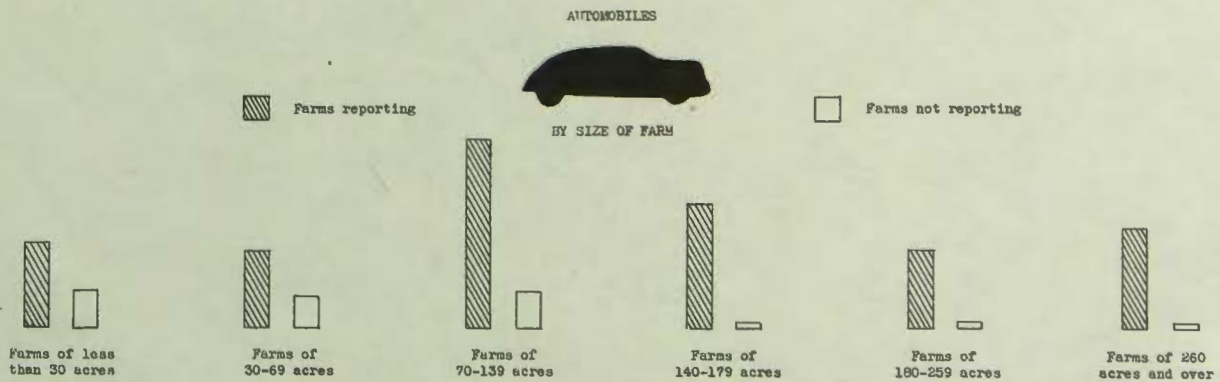 AUTOMOBILES
Farms reporting
Farms not reporting
BY SIZE OF FARM
Farms of less
than 30 acres
Farms of
30-69 acres
Farms of
70-139 acres
Farms of
140-179 acres
Farms of
180-259 acres
Farms of 260
acres and over